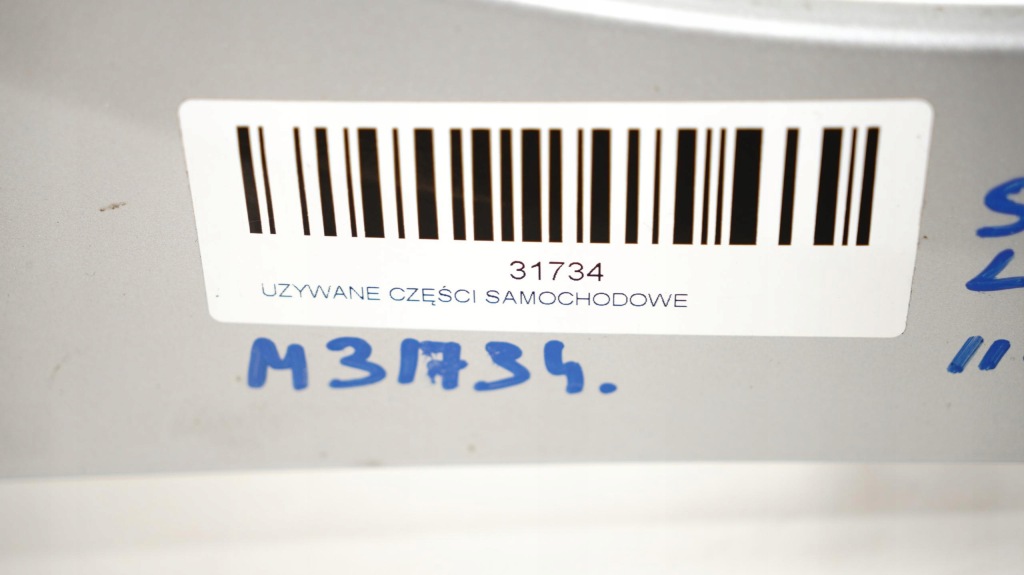 31734
UZYWANE CZĘŚCI SAMOCHODOWE
M31734.